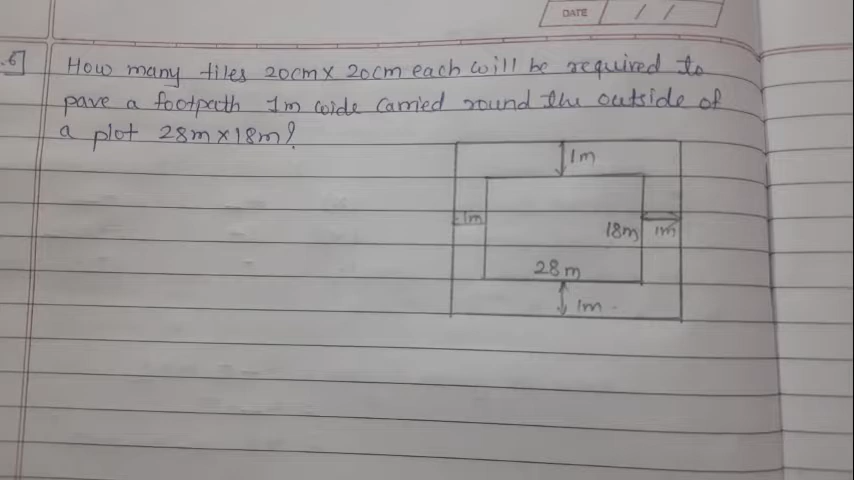 DATE / /
.6] How many tiles 20cm x 20cm each will be required to
pave a footpath 1m wide carried round the outside of
a plot 28m x 18m?
1m
1m
18m
1m
28m
1m